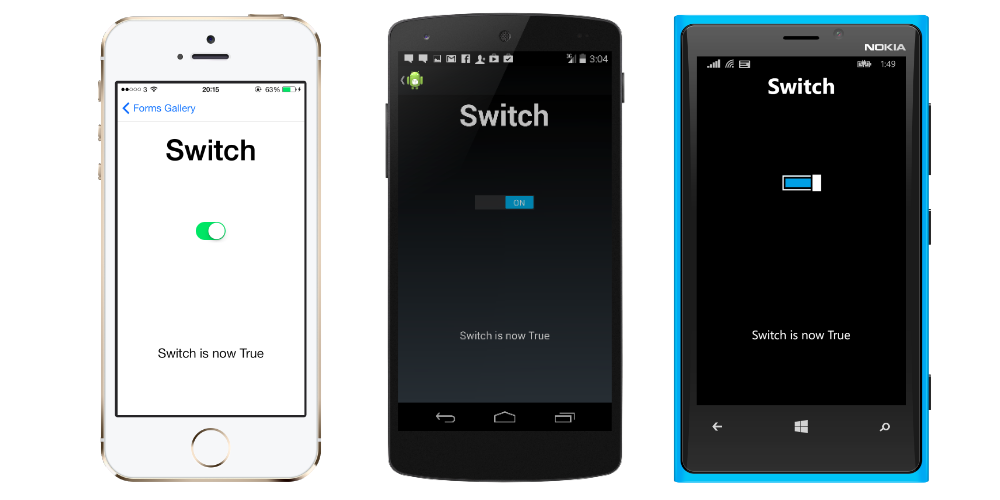 3 20:15 63%
Forms Gallery
Switch
Switch is now True
3:04
Switch
ON
Switch is now True
NOKIA
1:49
Switch
Switch is now True